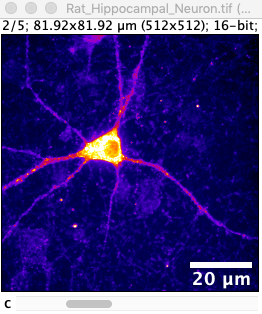 Rat_Hippocampal_Neuron.tif (...
2/5; 81.92x81.92 µm (512x512); 16-bit;
20 µm
c